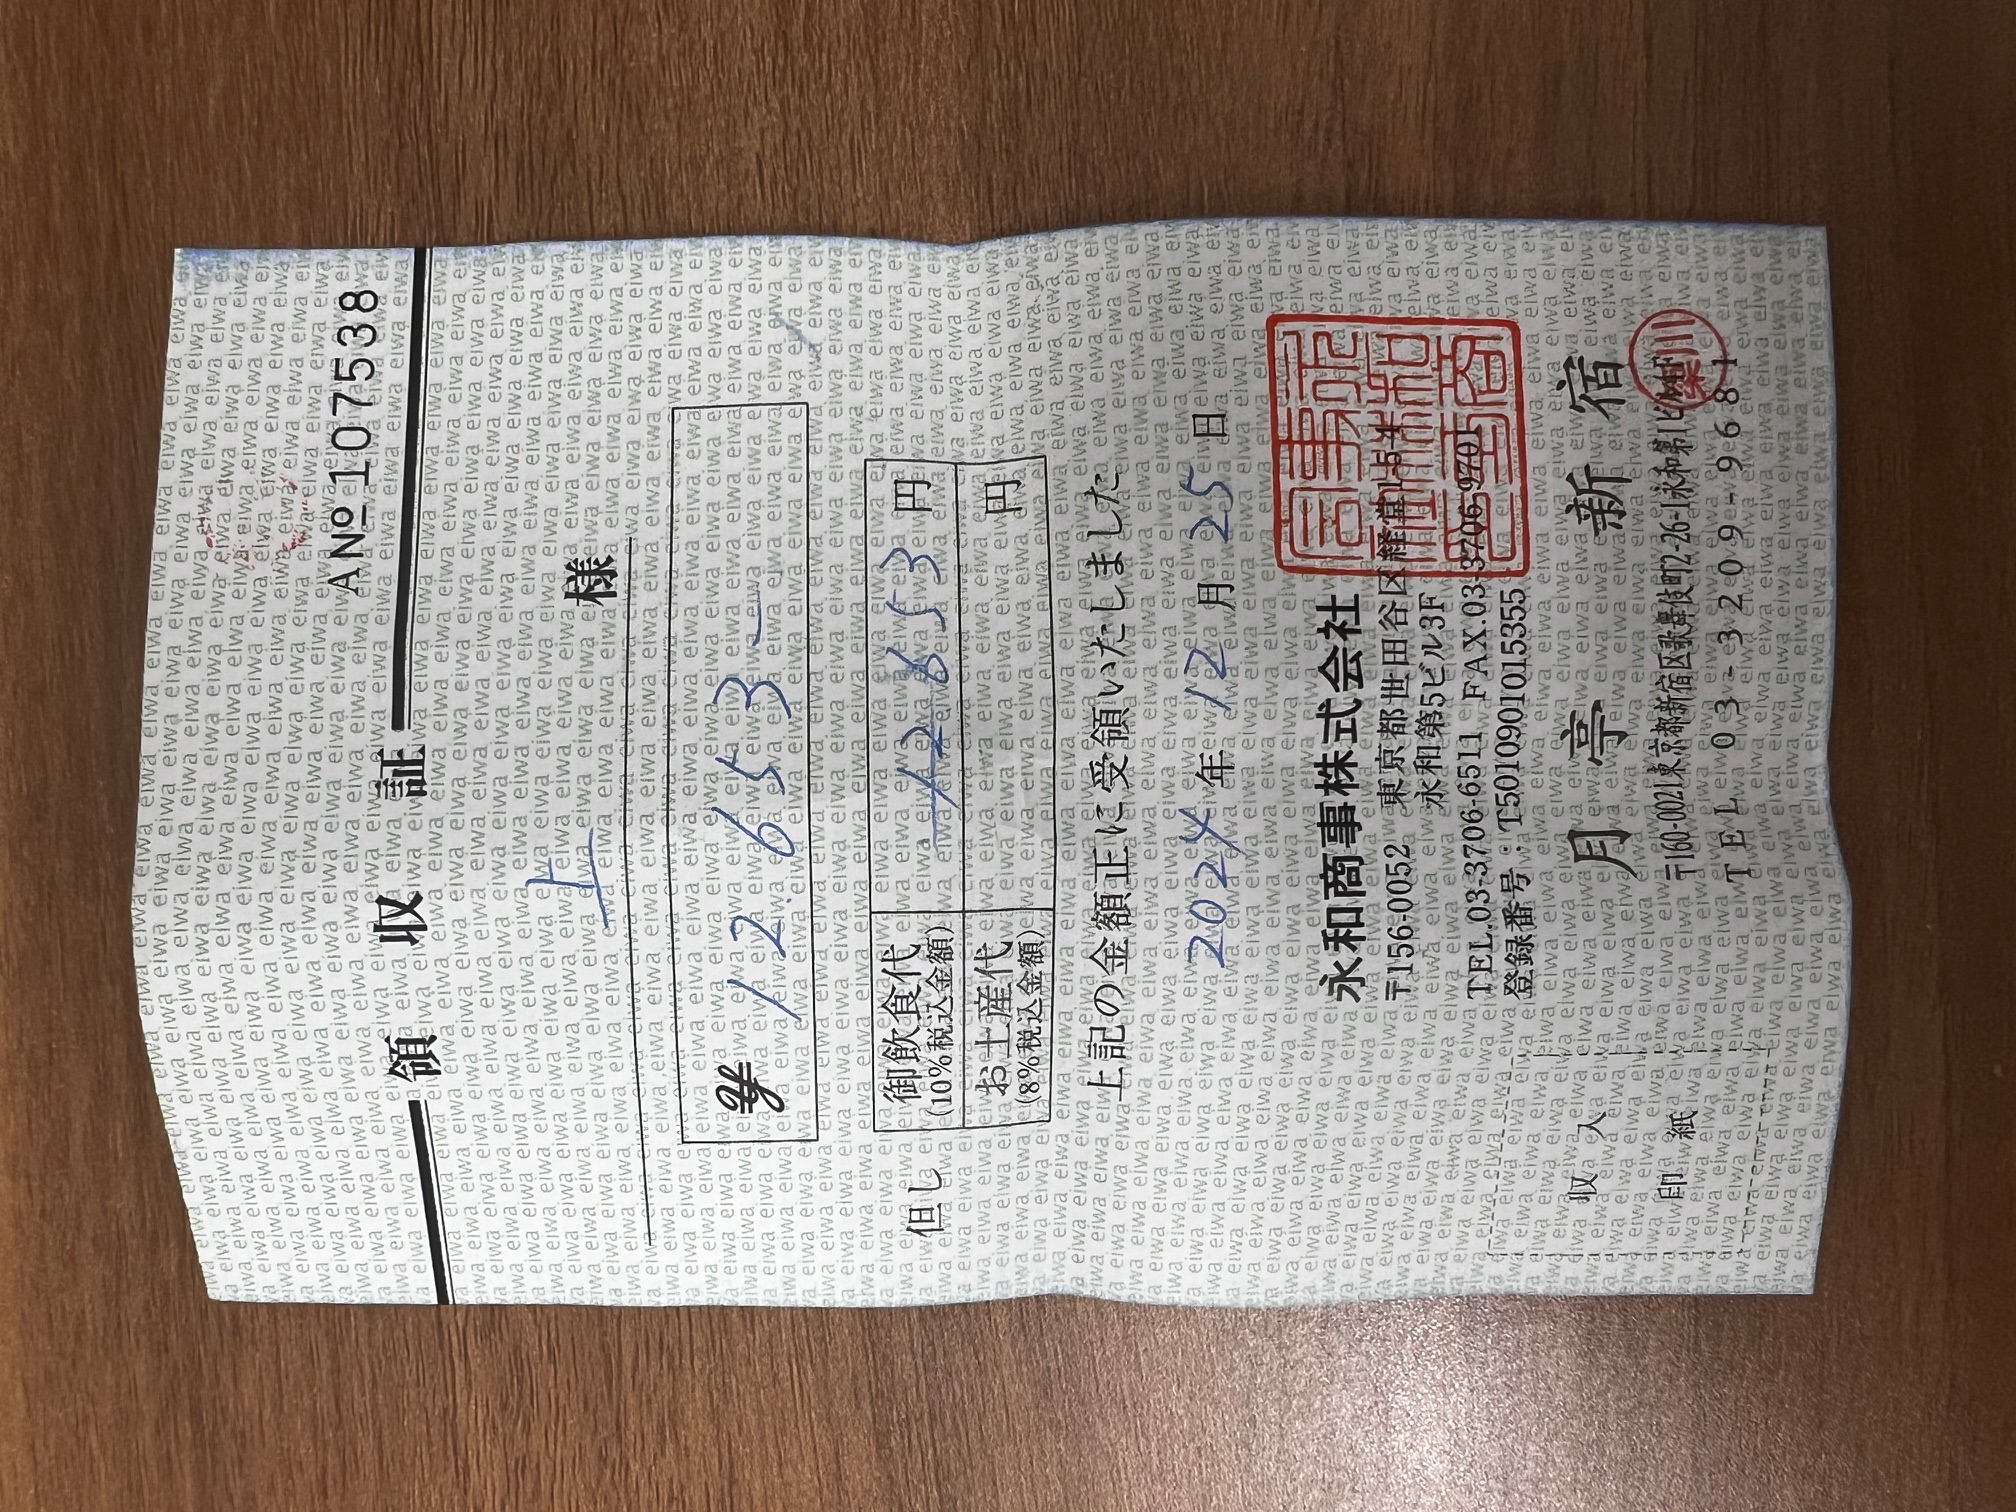 ANo 107538
領収証
上 様
¥ 12.653-
但し 御飲食代 12653 円
(10%税込金額)
お土産代 円
(8%税込金額)
上記の金額正に受領いたしました
2024 年 12 月 25 日
永和商事株式会社
〒156-0052 東京都世田谷区経堂1-5-4
永和第5ビル3F
TEL.03-3706-6511 FAX.03-3706-9701
登録番号:T5010901015355
月亭 新宿
〒160-0021東京都新宿区歌舞伎町2-26-1永和第1ビル
TEL 03-3209-9681
収入
印紙